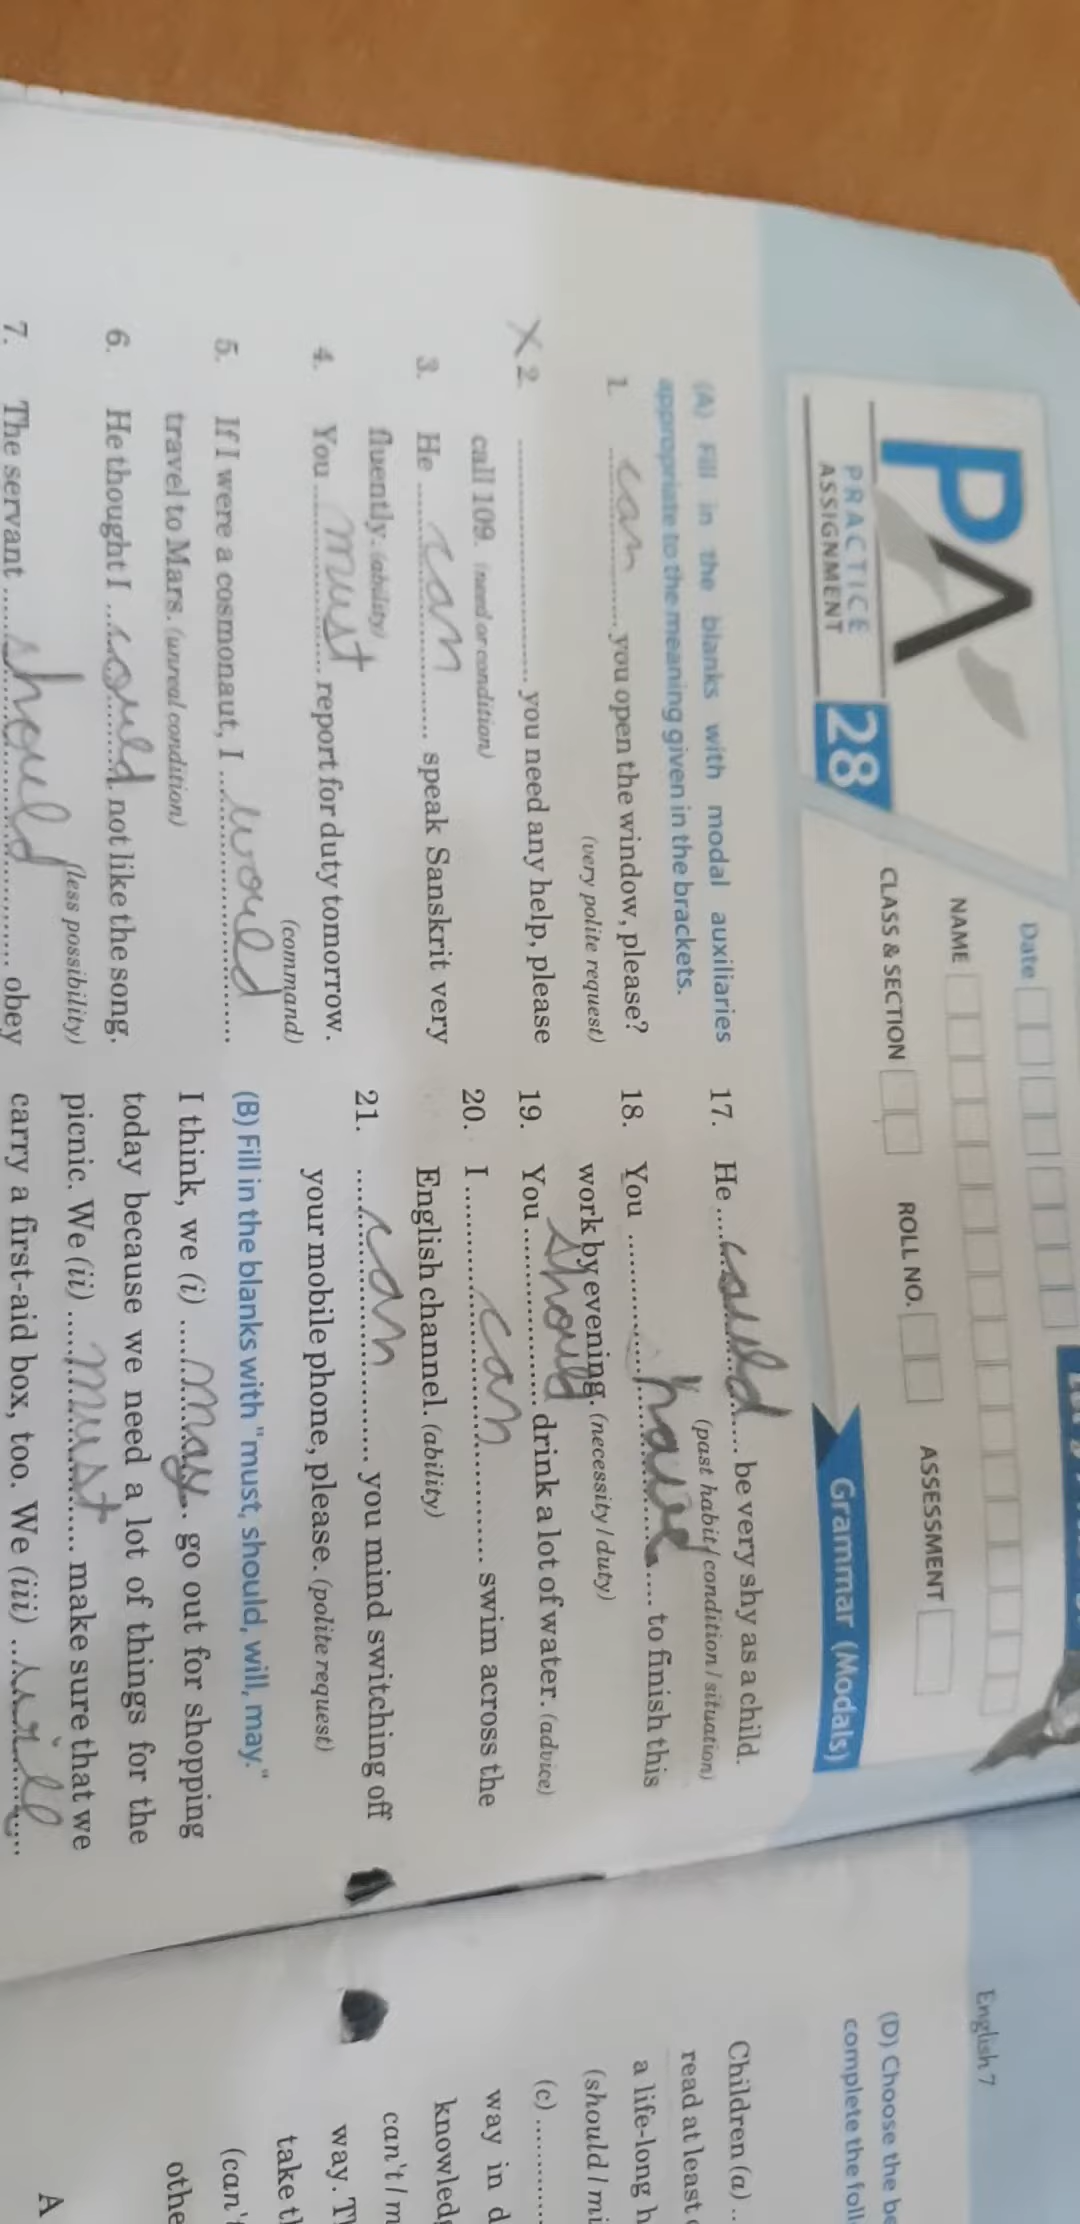 Date
NAME
CLASS & SECTION
ROLL NO.
ASSESSMENT
PA
PRACTICE
ASSIGNMENT
28
Grammar (Modals)
(A) Fill in the blanks with modal auxiliaries
appropriate to the meaning given in the brackets.
1. can you open the window, please?
(very polite request)
X 2. .......... you need any help, please
call 109. (need or condition)
3. He can speak Sanskrit very
fluently. (ability)
4. You must report for duty tomorrow.
(command)
5. If I were a cosmonaut, I would
travel to Mars. (unreal condition)
6. He thought I could not like the song.
(less possibility)
7. The servant should obey
17. He could be very shy as a child.
(past habit / condition / situation)
18. You have to finish this
work by evening. (necessity / duty)
19. You should drink a lot of water. (advice)
20. I can swim across the
English channel. (ability)
21. can you mind switching off
your mobile phone, please. (polite request)
(B) Fill in the blanks with "must, should, will, may."
I think, we (i) may go out for shopping
today because we need a lot of things for the
picnic. We (ii) must make sure that we
carry a first-aid box, too. We (iii) will
English 7
(D) Choose the be
complete the foll
Children (a) ..
read at least
a life-long h
(should / mi
(c) ..........
way in d
knowled
can't / m
way. T
take t
(can't
othe
A